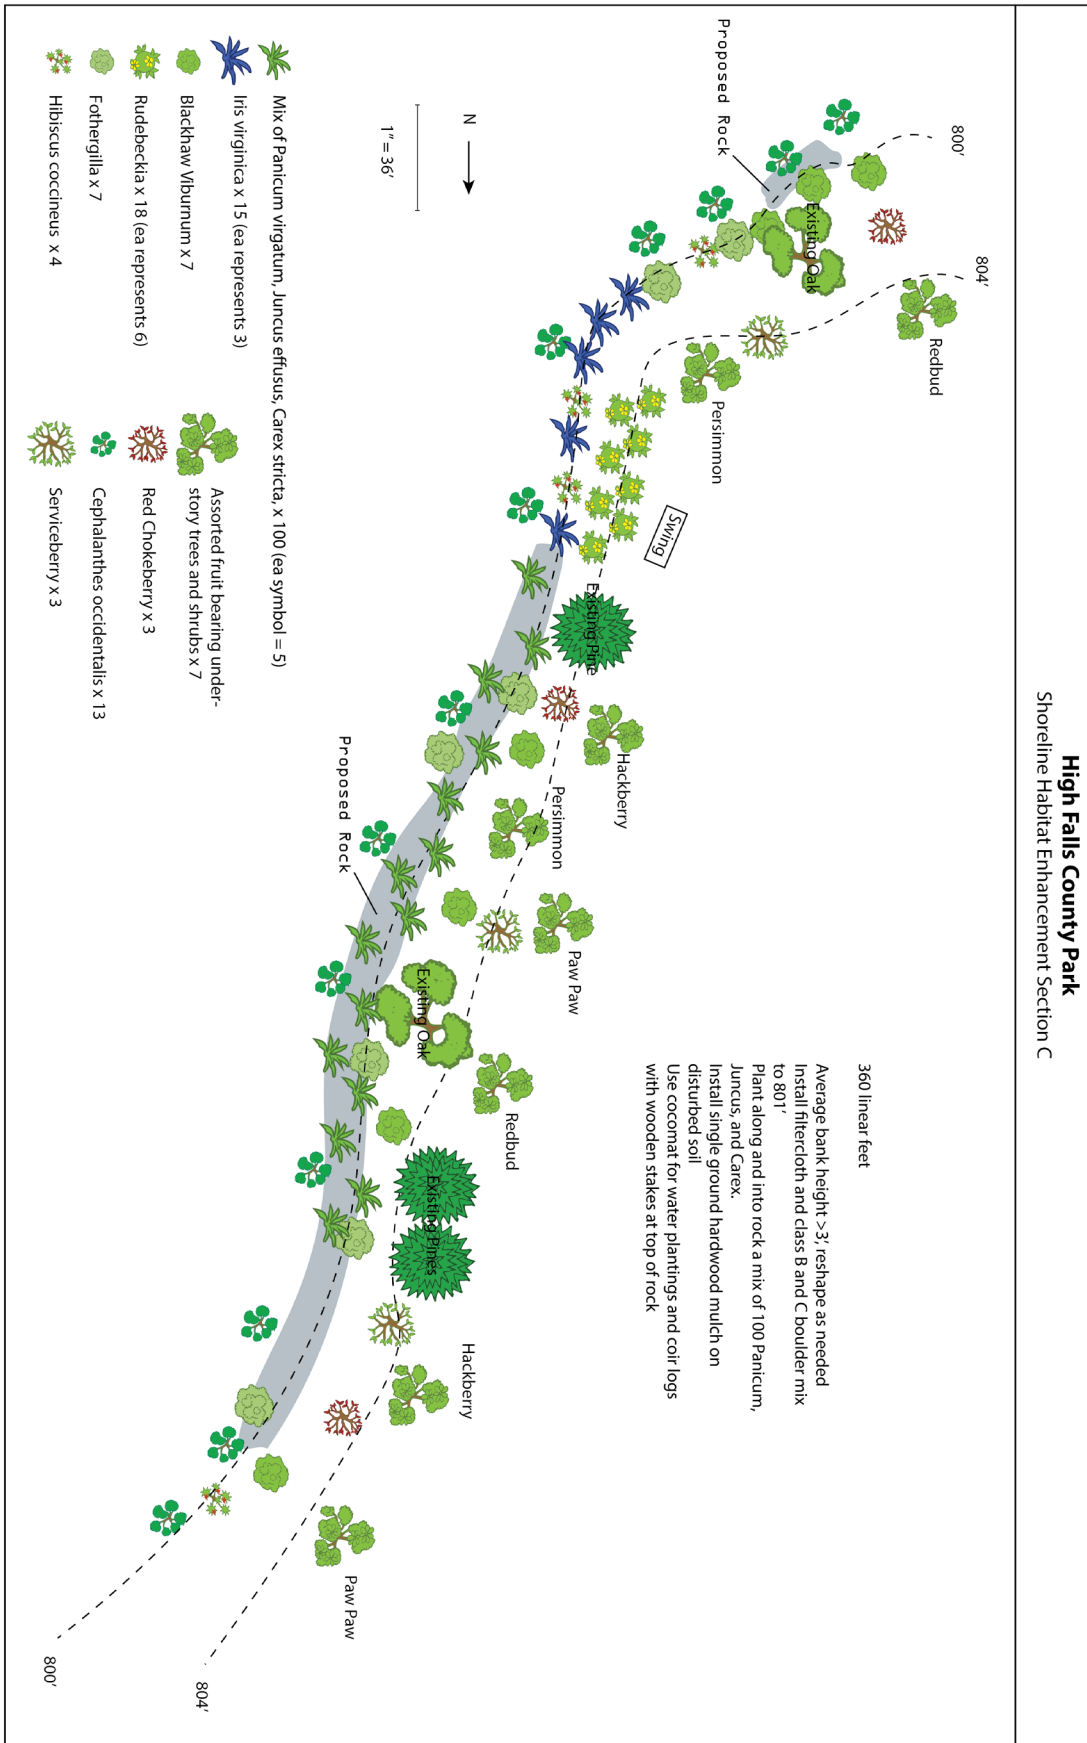 High Falls County Park
Shoreline Habitat Enhancement Section C
360 linear feet
Average bank height >3', reshape as needed
Install filtercloth and class B and C boulder mix
to 801'
Plant along and into rock a mix of 100 Panicum,
Juncus, and Carex.
Install single ground hardwood mulch on
disturbed soil
Use cocomat for water plantings and coir logs
with wooden stakes at top of rock
800'
804'
Redbud
Proposed Rock
Existing Oak
Persimmon
Swing
Existing Pine
Hackberry
Persimmon
Paw Paw
Proposed Rock
Existing Oak
Redbud
Existing Pines
Hackberry
Paw Paw
804'
800'
N
1" = 36'
Mix of Panicum virgatum, Juncus effusus, Carex stricta, x 100 (ea symbol = 5)
Iris virginica x 15 (ea represents 3)
Blackhaw Viburnum x 7
Rudebeckia x 18 (ea represents 6)
Fothergilla x 7
Hibiscus coccineus x 4
Assorted fruit bearing under-
story trees and shrubs x 7
Red Chokeberry x 3
Cephalanthes occidentalis x 13
Serviceberry x 3